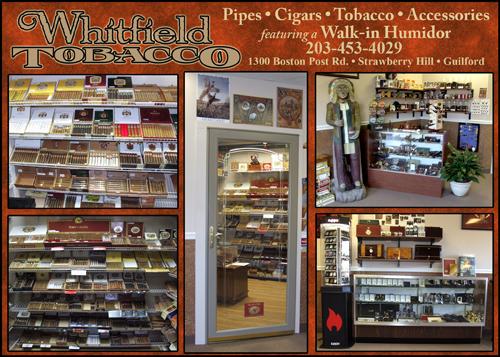 Whitfield
TOBACCO
Pipes • Cigars • Tobacco • Accessories
featuring a Walk-in Humidor
203-453-4029
1300 Boston Post Rd. • Strawberry Hill • Guilford